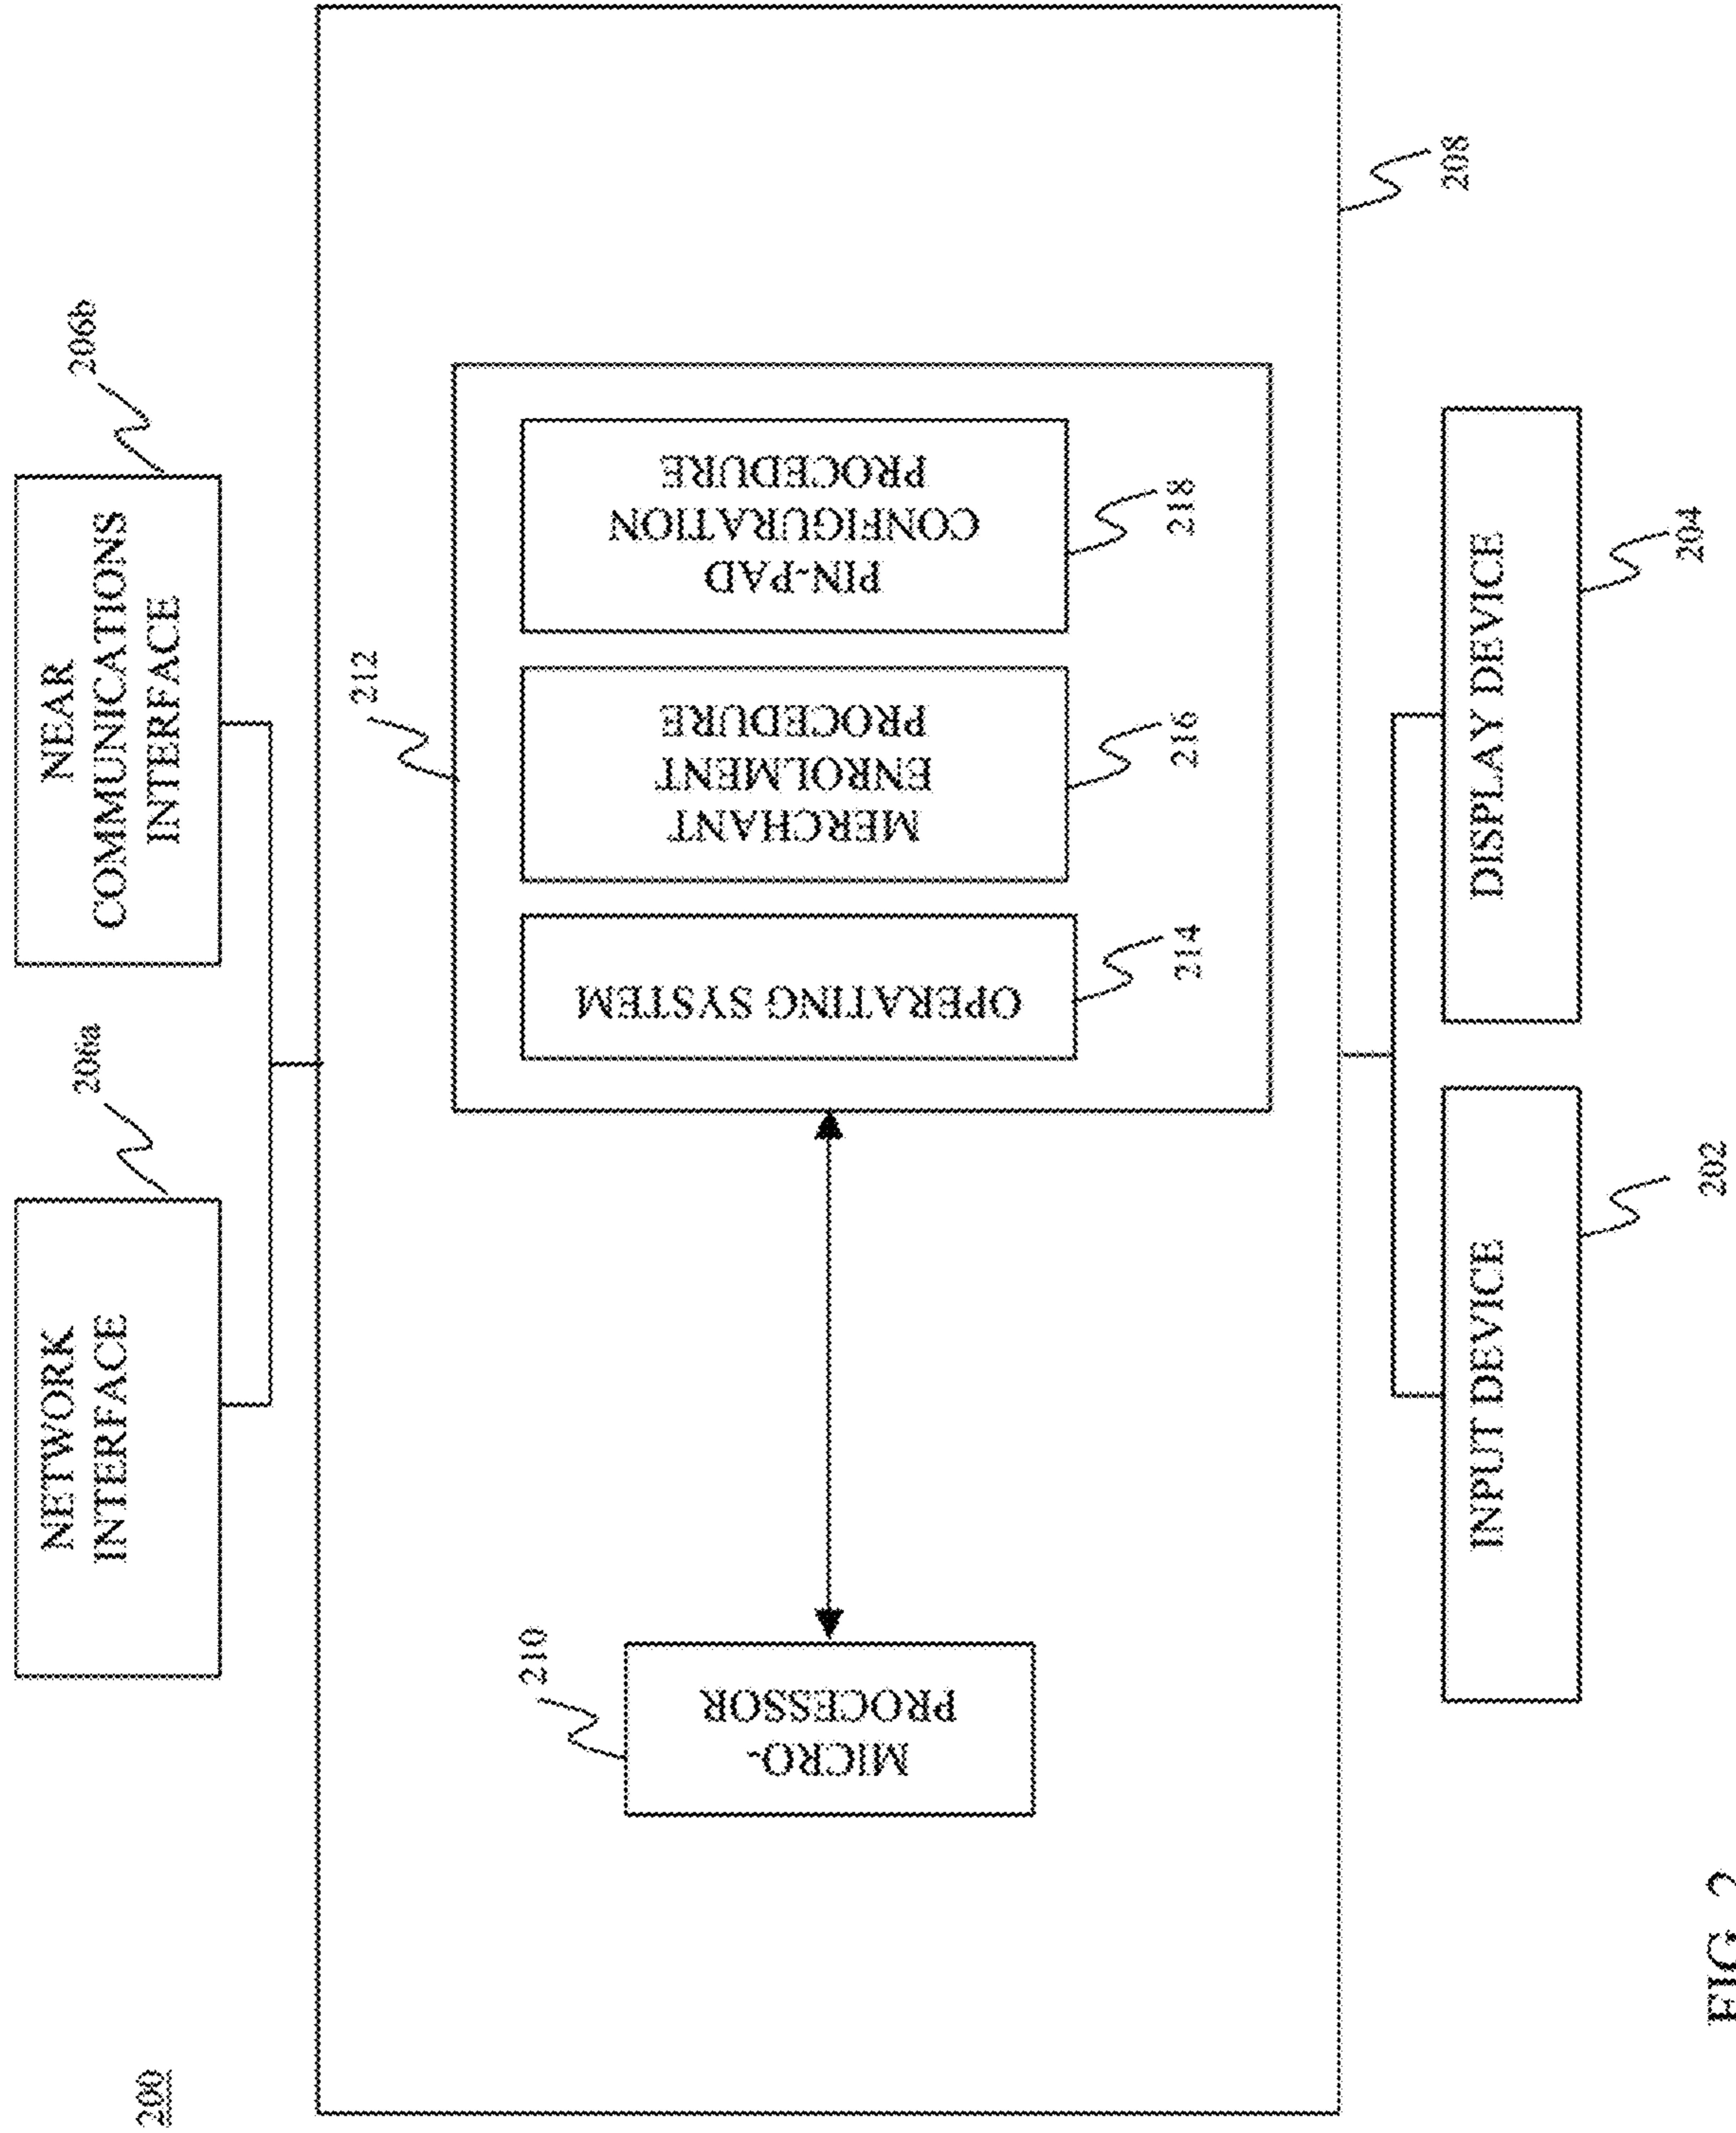 200
NETWORK
INTERFACE
206a
NEAR
COMMUNICATIONS
INTERFACE
206b
212
210
MICRO-
PROCESSOR
OPERATING SYSTEM
214
MERCHANT
ENROLMENT
PROCEDURE
216
PIN-PAD
CONFIGURATION
PROCEDURE
218
208
INPUT DEVICE
202
DISPLAY DEVICE
204
FIG. 2